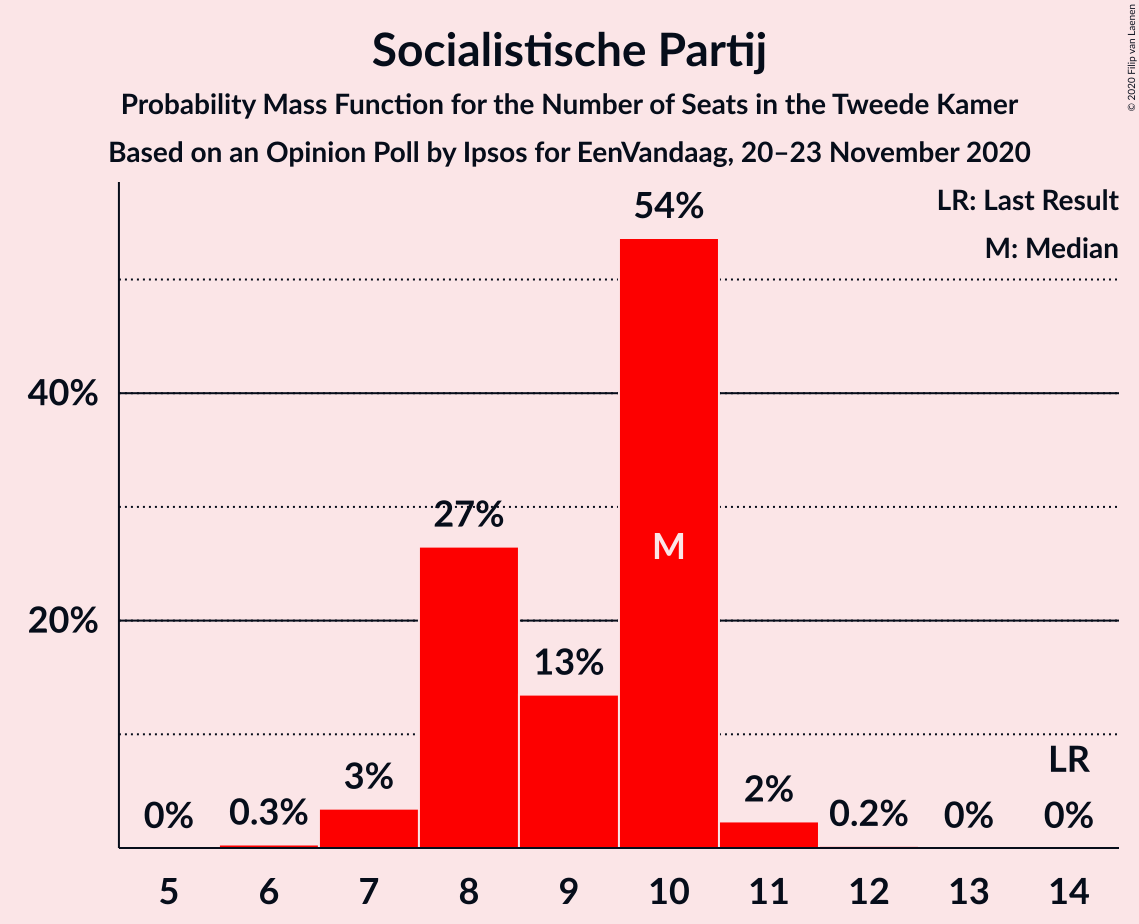 Socialistische Partij
Probability Mass Function for the Number of Seats in the Tweede Kamer
Based on an Opinion Poll by Ipsos for EenVandaag, 20–23 November 2020
© 2020 Filip van Laenen
LR: Last Result
M: Median
40%
20%
0%
0.3%
3%
27%
13%
54%
M
2%
0.2%
0%
LR
0%
5 6 7 8 9 10 11 12 13 14